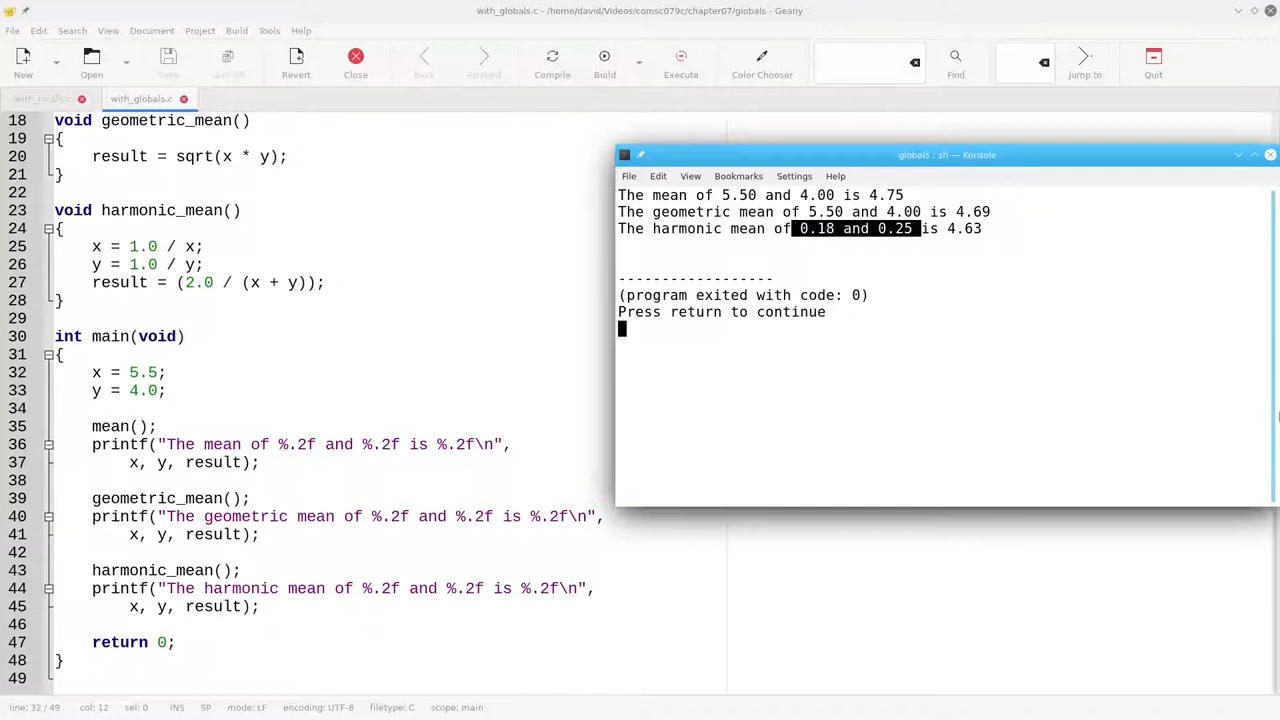 with_globals.c - /home/david/Videos/comsc079c/chapter07/globals - Geany
File Edit Search View Document Project Build Tools Help
New Open Save Save All Revert Close Back Forward Compile Build Execute Color Chooser Find Jump to Quit
with_locals.c with_globals.c
18 void geometric_mean()
19 {
20 result = sqrt(x * y);
21 }
22
23 void harmonic_mean()
24 {
25 x = 1.0 / x;
26 y = 1.0 / y;
27 result = (2.0 / (x + y));
28 }
29
30 int main(void)
31 {
32 x = 5.5;
33 y = 4.0;
34
35 mean();
36 printf("The mean of %.2f and %.2f is %.2f\n",
37 x, y, result);
38
39 geometric_mean();
40 printf("The geometric mean of %.2f and %.2f is %.2f\n",
41 x, y, result);
42
43 harmonic_mean();
44 printf("The harmonic mean of %.2f and %.2f is %.2f\n",
45 x, y, result);
46
47 return 0;
48 }
49
globals : sh — Konsole
File Edit View Bookmarks Settings Help
The mean of 5.50 and 4.00 is 4.75
The geometric mean of 5.50 and 4.00 is 4.69
The harmonic mean of 0.18 and 0.25 is 4.63
------------------
(program exited with code: 0)
Press return to continue
line: 32 / 49 col: 12 sel: 0 INS SP mode: LF encoding: UTF-8 filetype: C scope: main